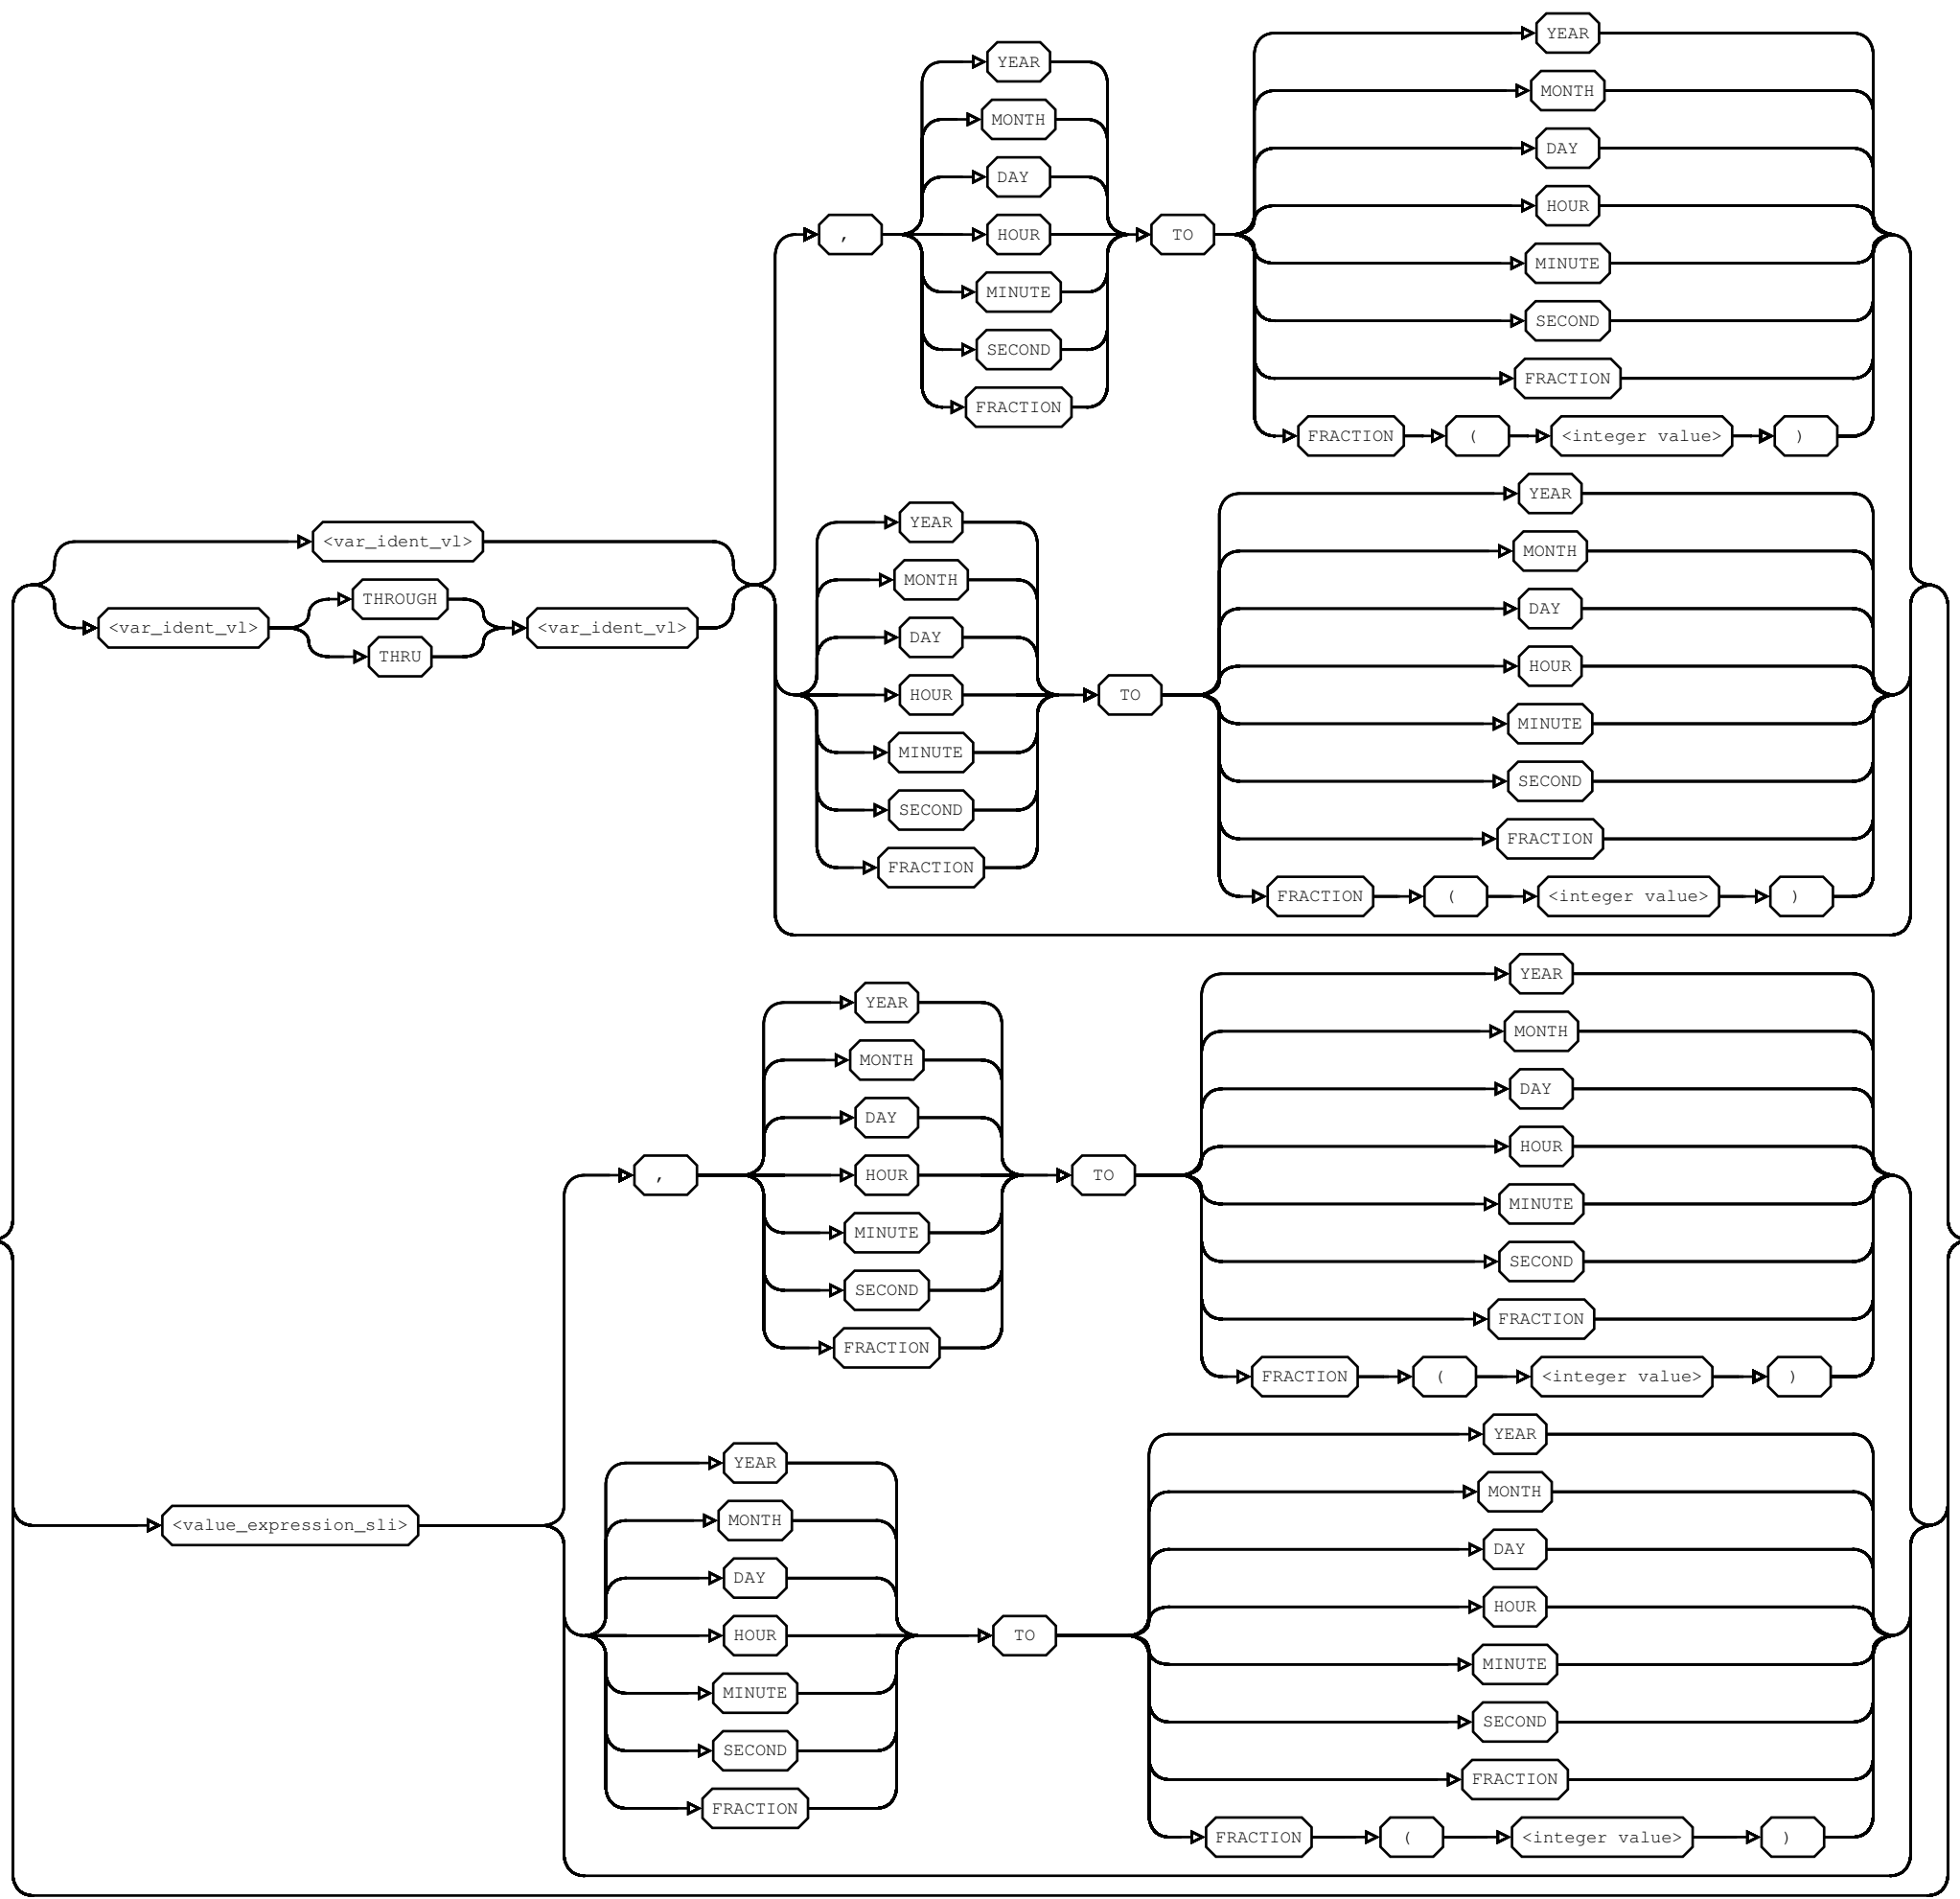 YEAR
YEAR
MONTH
MONTH
DAY
DAY
HOUR
, HOUR TO
MINUTE
MINUTE
SECOND
SECOND
FRACTION
FRACTION
FRACTION ( <integer value> )
YEAR
YEAR
<var_ident_vl>
MONTH
MONTH
THROUGH
DAY
<var_ident_vl> <var_ident_vl>
DAY
THRU
HOUR
HOUR TO
MINUTE
MINUTE
SECOND
SECOND
FRACTION
FRACTION
FRACTION ( <integer value> )
YEAR
YEAR
MONTH
MONTH
DAY
DAY
HOUR
, HOUR TO
MINUTE
MINUTE
SECOND
SECOND
FRACTION
FRACTION
FRACTION ( <integer value> )
YEAR
YEAR
MONTH
MONTH
<value_expression_sli>
DAY
DAY
HOUR
HOUR TO
MINUTE
MINUTE
SECOND
SECOND
FRACTION
FRACTION
FRACTION ( <integer value> )